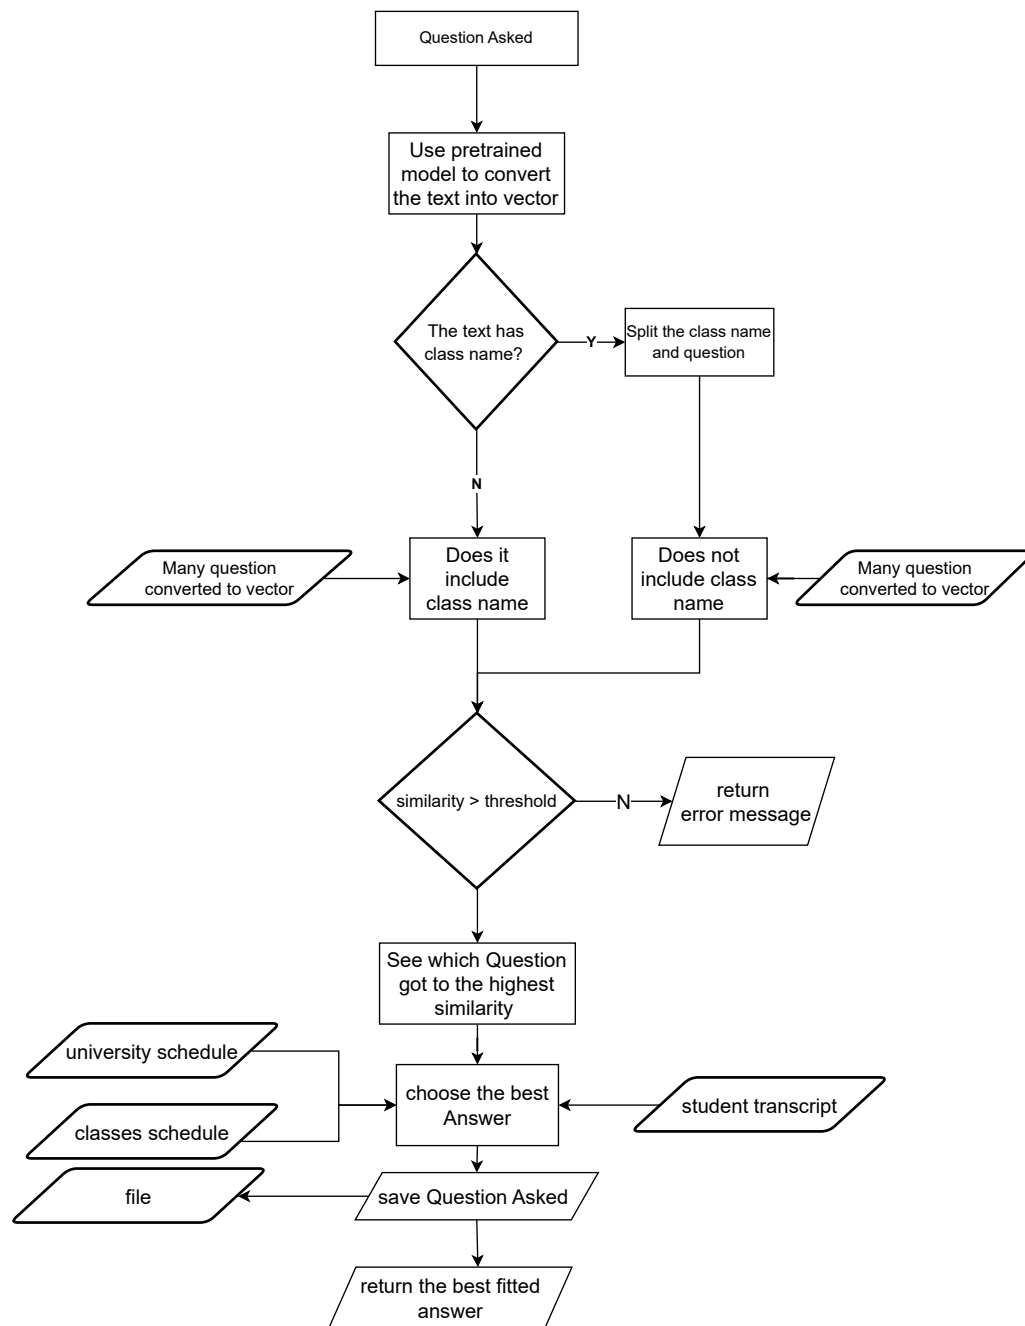 Question Asked
Use pretrained
model to convert
the text into vector
The text has
class name?
Y
Split the class name
and question
N
Many question
converted to vector
Does it
include
class name
Does not
include class
name
Many question
converted to vector
similarity > threshold
N
return
error message
See which Question
got to the highest
similarity
university schedule
classes schedule
choose the best
Answer
student transcript
file
save Question Asked
return the best fitted
answer